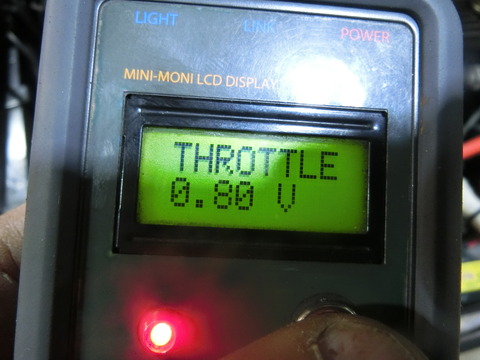 LIGHT LINK POWER
MINI-MONI LCD DISPLAY
THROTTLE
0.80 V